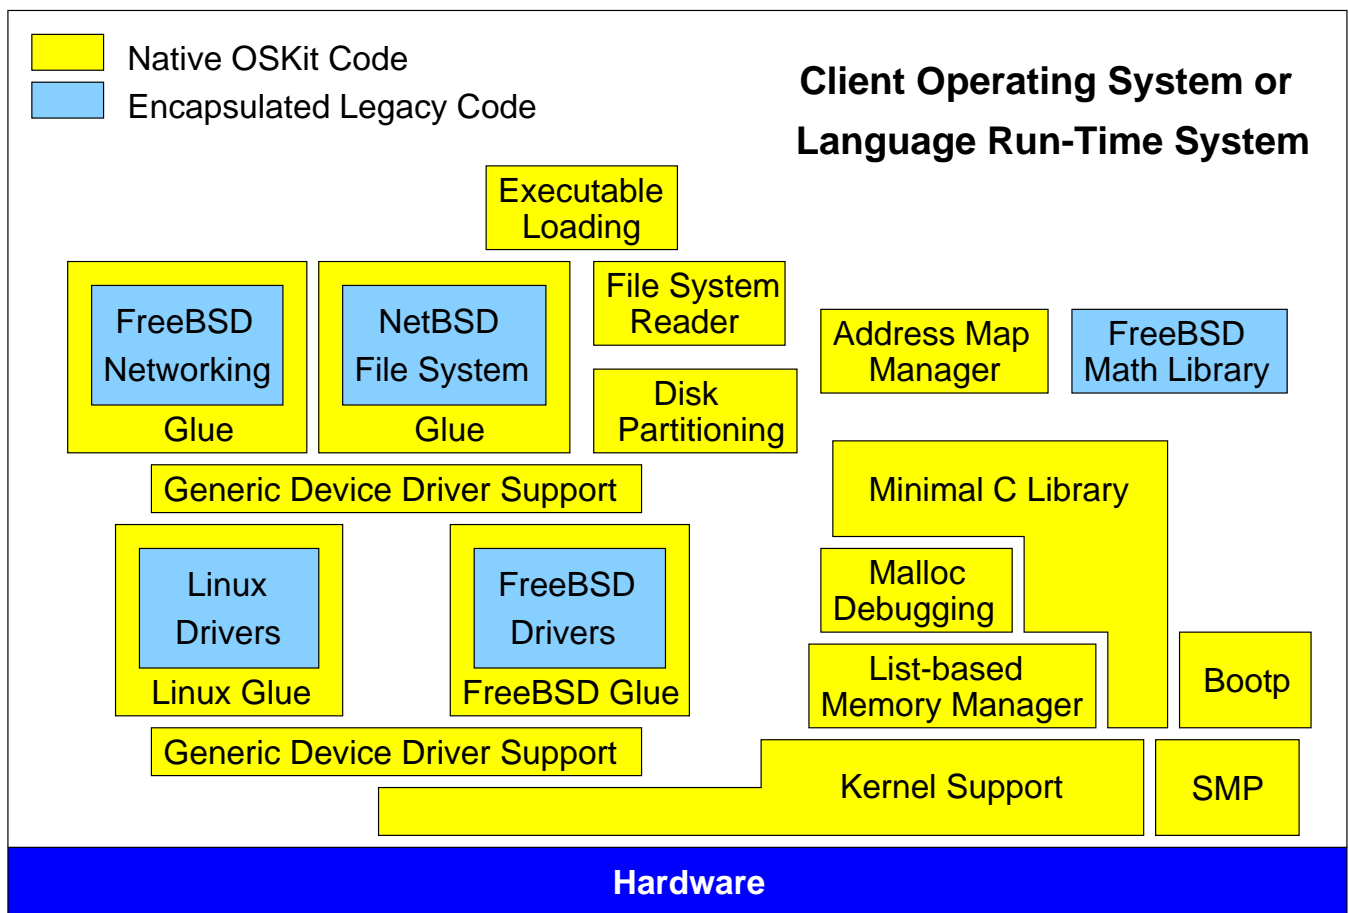 Native OSKit Code
Encapsulated Legacy Code
Client Operating System or
Language Run-Time System
Executable
Loading
FreeBSD
Networking
Glue
NetBSD
File System
Glue
File System
Reader
Disk
Partitioning
Address Map
Manager
FreeBSD
Math Library
Generic Device Driver Support
Minimal C Library
Linux
Drivers
Linux Glue
FreeBSD
Drivers
FreeBSD Glue
Malloc
Debugging
List-based
Memory Manager
Bootp
Generic Device Driver Support
Kernel Support
SMP
Hardware